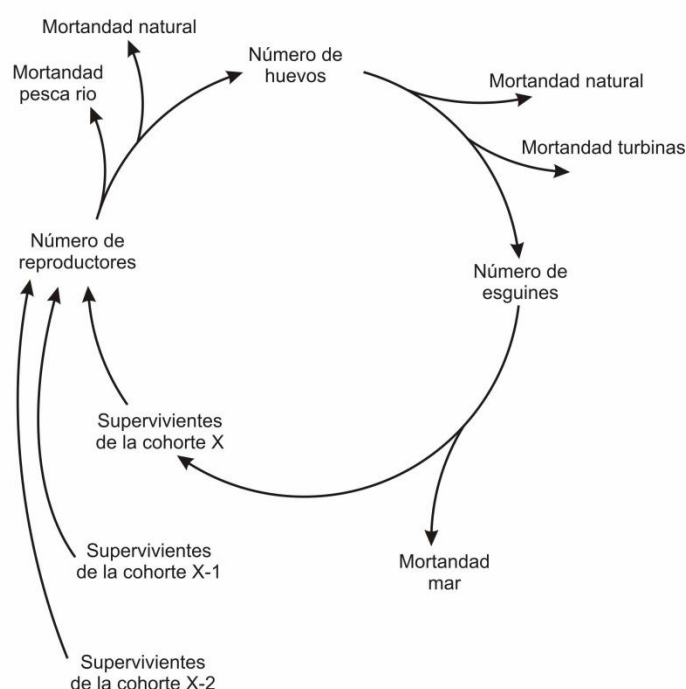 Mortandad natural
Mortandad
pesca rio
Número de
huevos
Mortandad natural
Mortandad turbinas
Número de
reproductores
Número de
esguines
Supervivientes
de la cohorte X
Supervivientes
de la cohorte X-1
Mortandad
mar
Supervivientes
de la cohorte X-2